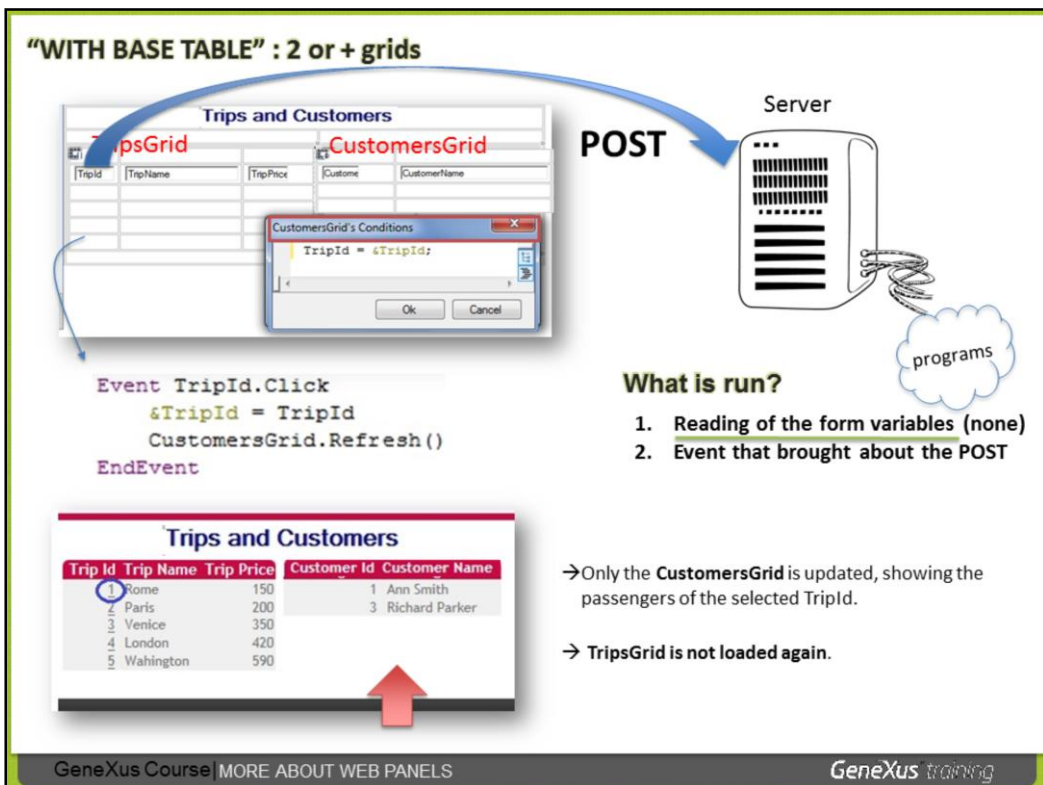 “WITH BASE TABLE” : 2 or + grids
Trips and Customers
TripsGrid
CustomersGrid
TripId
TripName
TripPrice
Custome
CustomerName
CustomersGrid's Conditions
TripId = &TripId;
Ok
Cancel
POST
Server
programs
Event TripId.Click
&TripId = TripId
CustomersGrid.Refresh()
EndEvent
What is run?
1. Reading of the form variables (none)
2. Event that brought about the POST
Trips and Customers
Trip Id Trip Name Trip Price Customer Id Customer Name
1 Rome 150 1 Ann Smith
2 Paris 200 3 Richard Parker
3 Venice 350
4 London 420
5 Wahington 590
→Only the CustomersGrid is updated, showing the
passengers of the selected TripId.
→ TripsGrid is not loaded again.
GeneXus Course| MORE ABOUT WEB PANELS
GeneXus training